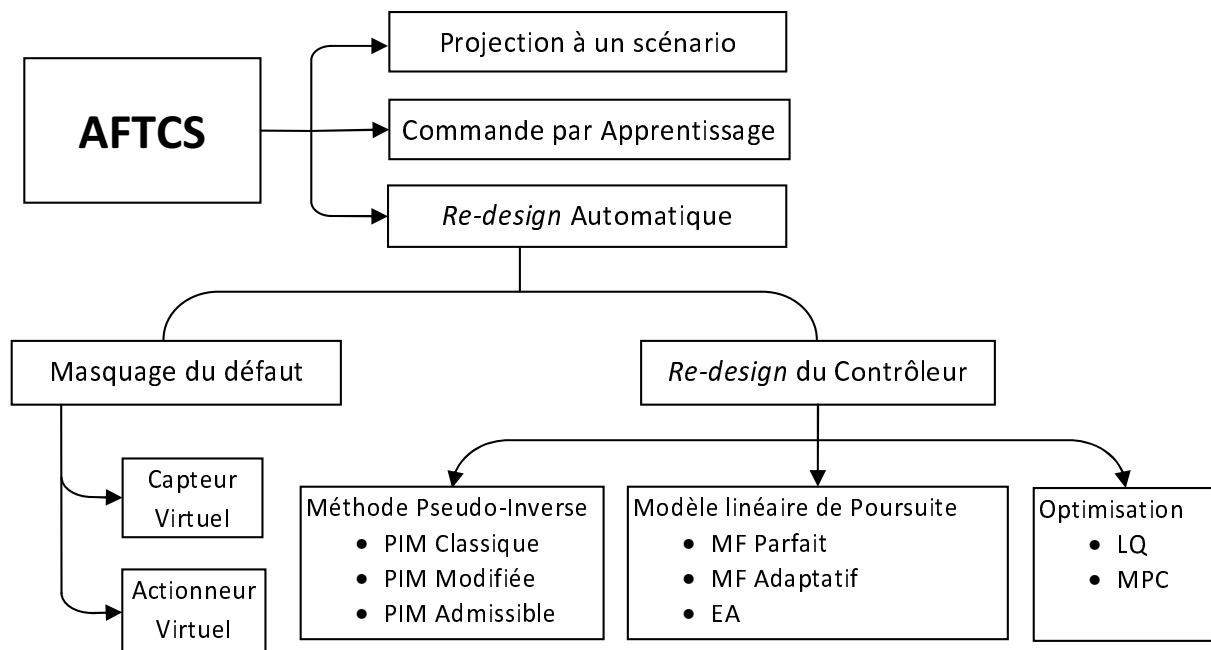 AFTCS
Projection à un scénario
Commande par Apprentissage
Re-design Automatique
Masquage du défaut
Re-design du Contrôleur
Capteur
Virtuel
Actionneur
Virtuel
Méthode Pseudo-Inverse
• PIM Classique
• PIM Modifiée
• PIM Admissible
Modèle linéaire de Poursuite
• MF Parfait
• MF Adaptatif
• EA
Optimisation
• LQ
• MPC